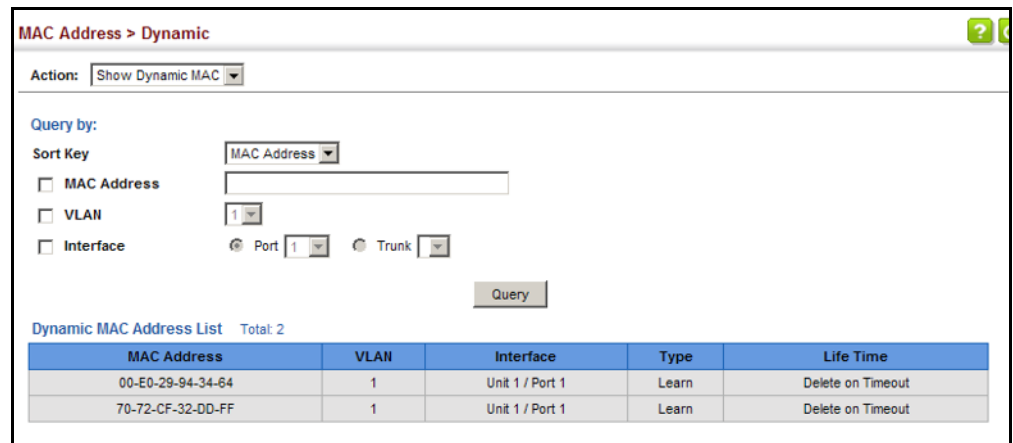 MAC Address > Dynamic
?
Action: Show Dynamic MAC
Query by:
Sort Key MAC Address
MAC Address
VLAN 1
Interface Port 1 Trunk
Query
Dynamic MAC Address List Total: 2
MAC Address VLAN Interface Type Life Time
00-E0-29-94-34-64 1 Unit 1 / Port 1 Learn Delete on Timeout
70-72-CF-32-DD-FF 1 Unit 1 / Port 1 Learn Delete on Timeout